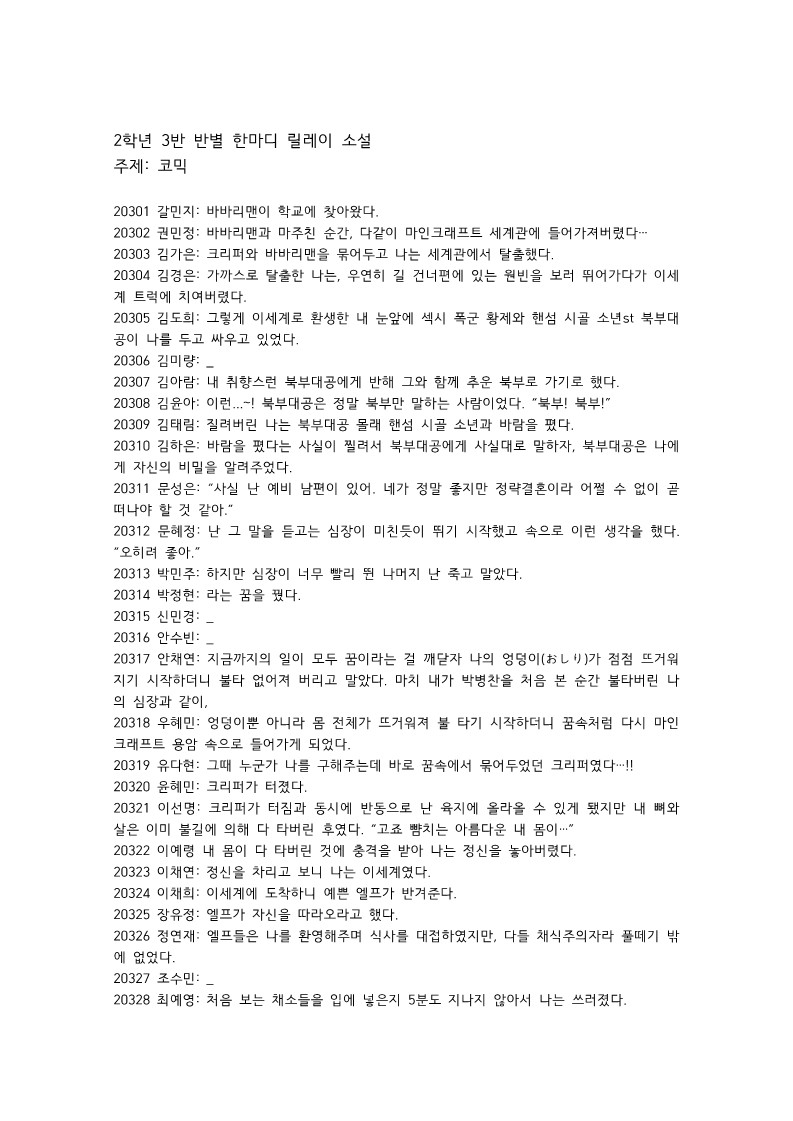 2학년 3반 반별 한마디 릴레이 소설
주제: 코믹
20301 갈민지: 바바리맨이 학교에 찾아왔다.
20302 권민정: 바바리맨과 마주친 순간, 다같이 마인크래프트 세계관에 들어가져버렸다…
20303 김가은: 크리퍼와 바바리맨을 묶어두고 나는 세계관에서 탈출했다.
20304 김경은: 가까스로 탈출한 나는, 우연히 길 건너편에 있는 원빈을 보러 뛰어가다가 이세
계 트럭에 치여버렸다.
20305 김도희: 그렇게 이세계로 환생한 내 눈앞에 섹시 폭군 황제와 핸섬 시골 소년st 북부대
공이 나를 두고 싸우고 있었다.
20306 김미량: _
20307 김아람: 내 취향스런 북부대공에게 반해 그와 함께 추운 북부로 가기로 했다.
20308 김윤아: 이런...~! 북부대공은 정말 북부만 말하는 사람이었다. “북부! 북부!”
20309 김태림: 질려버린 나는 북부대공 몰래 핸섬 시골 소년과 바람을 폈다.
20310 김하은: 바람을 폈다는 사실이 찔려서 북부대공에게 사실대로 말하자, 북부대공은 나에
게 자신의 비밀을 알려주었다.
20311 문성은: “사실 난 예비 남편이 있어. 네가 정말 좋지만 정략결혼이라 어쩔 수 없이 곧
떠나야 할 것 같아.“
20312 문혜정: 난 그 말을 듣고는 심장이 미친듯이 뛰기 시작했고 속으로 이런 생각을 했다.
“오히려 좋아.”
20313 박민주: 하지만 심장이 너무 빨리 뛴 나머지 난 죽고 말았다.
20314 박정현: 라는 꿈을 꿨다.
20315 신민경: _
20316 안수빈: _
20317 안채연: 지금까지의 일이 모두 꿈이라는 걸 깨닫자 나의 엉덩이(おしり)가 점점 뜨거워
지기 시작하더니 불타 없어져 버리고 말았다. 마치 내가 박병찬을 처음 본 순간 불타버린 나
의 심장과 같이,
20318 우혜민: 엉덩이뿐 아니라 몸 전체가 뜨거워져 불 타기 시작하더니 꿈속처럼 다시 마인
크래프트 용암 속으로 들어가게 되었다.
20319 유다현: 그때 누군가 나를 구해주는데 바로 꿈속에서 묶어두었던 크리퍼였다…!!
20320 윤혜민: 크리퍼가 터졌다.
20321 이선명: 크리퍼가 터짐과 동시에 반동으로 난 육지에 올라올 수 있게 됐지만 내 뼈와
살은 이미 불길에 의해 다 타버린 후였다. “고죠 뺨치는 아름다운 내 몸이…”
20322 이예령 내 몸이 다 타버린 것에 충격을 받아 나는 정신을 놓아버렸다.
20323 이채연: 정신을 차리고 보니 나는 이세계였다.
20324 이채희: 이세계에 도착하니 예쁜 엘프가 반겨준다.
20325 장유정: 엘프가 자신을 따라오라고 했다.
20326 정연재: 엘프들은 나를 환영해주며 식사를 대접하였지만, 다들 채식주의자라 풀떼기 밖
에 없었다.
20327 조수민: _
20328 최예영: 처음 보는 채소들을 입에 넣은지 5분도 지나지 않아서 나는 쓰러졌다.